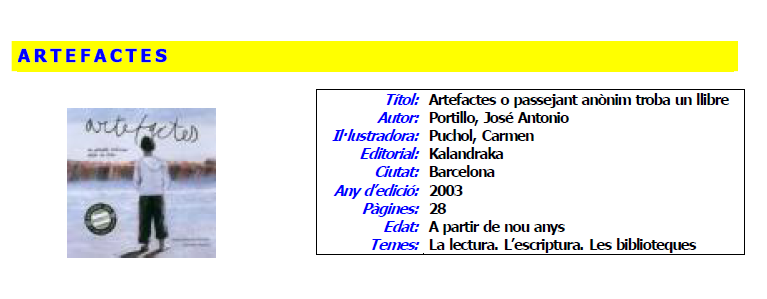 ARTEFACTES
artefactes
Títol: Artefactes o passejant anònim troba un llibre
Autor: Portillo, José Antonio
Il·lustradora: Puchol, Carmen
Editorial: Kalandraka
Ciutat: Barcelona
Any d'edició: 2003
Pàgines: 28
Edat: A partir de nou anys
Temes: La lectura. L'escriptura. Les biblioteques